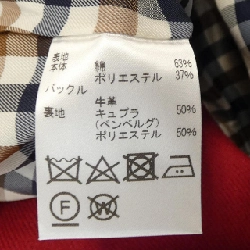 表地
本体 綿 63%
ポリエステル 37%
バックル
牛革
裏地 キュプラ 50%
(ベンベルグ)
ポリエステル 50%
F W